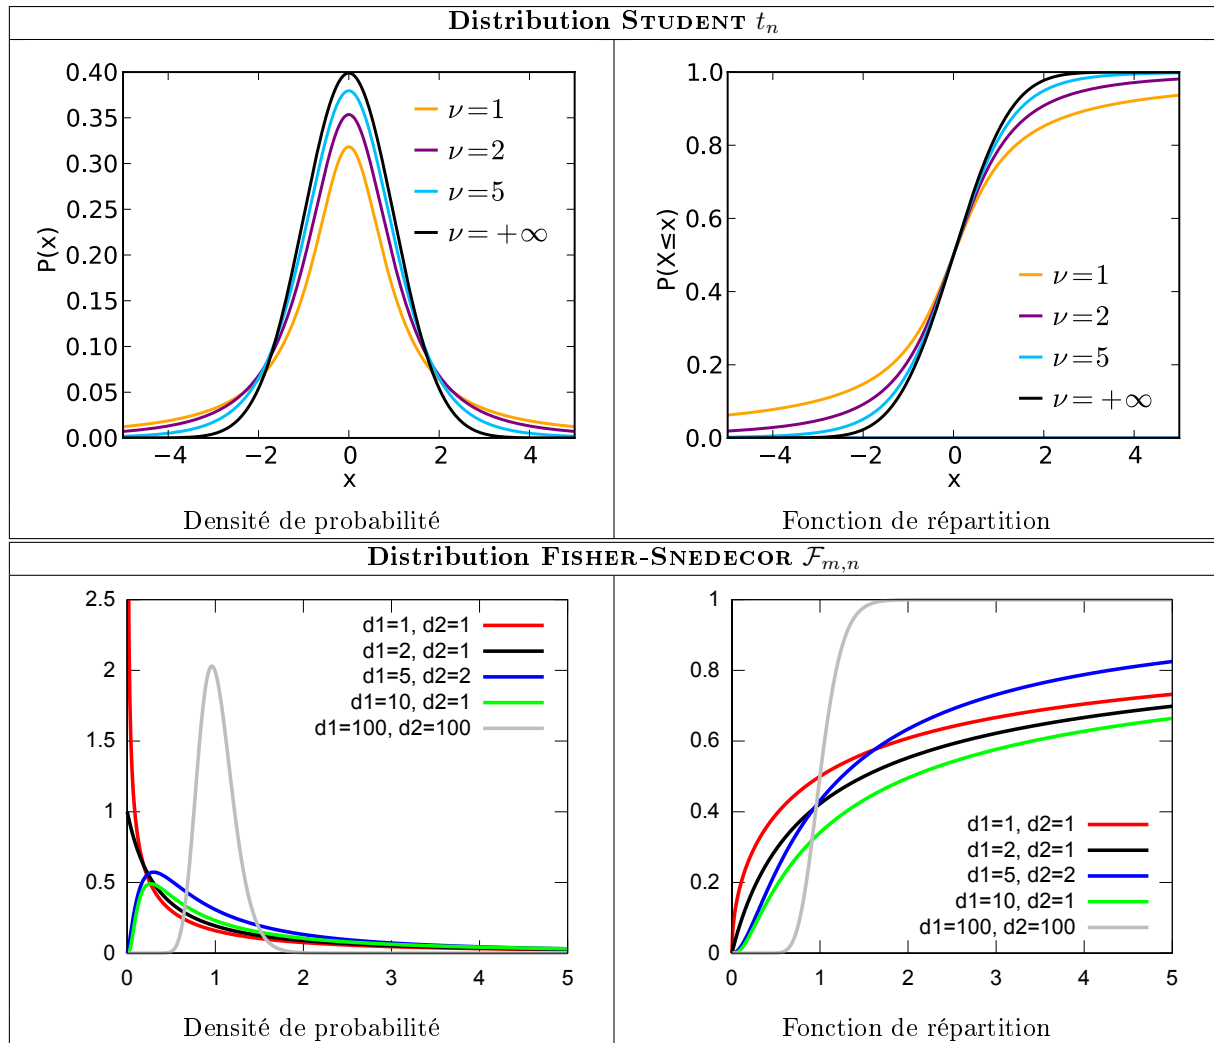 Distribution STUDENT t_n
0.40
0.35
0.30
0.25
0.20
0.15
0.10
0.05
0.00
P(x)
ν=1
ν=2
ν=5
ν=+∞
−4 −2 0 2 4
x
Densité de probabilité
1.0
0.8
0.6
0.4
0.2
0.0
P(X≤x)
ν=1
ν=2
ν=5
ν=+∞
−4 −2 0 2 4
x
Fonction de répartition
Distribution FISHER-SNEDECOR F_{m,n}
2.5
2
1.5
1
0.5
0
d1=1, d2=1
d1=2, d2=1
d1=5, d2=2
d1=10, d2=1
d1=100, d2=100
0 1 2 3 4 5
Densité de probabilité
1
0.8
0.6
0.4
0.2
0
d1=1, d2=1
d1=2, d2=1
d1=5, d2=2
d1=10, d2=1
d1=100, d2=100
0 1 2 3 4 5
Fonction de répartition